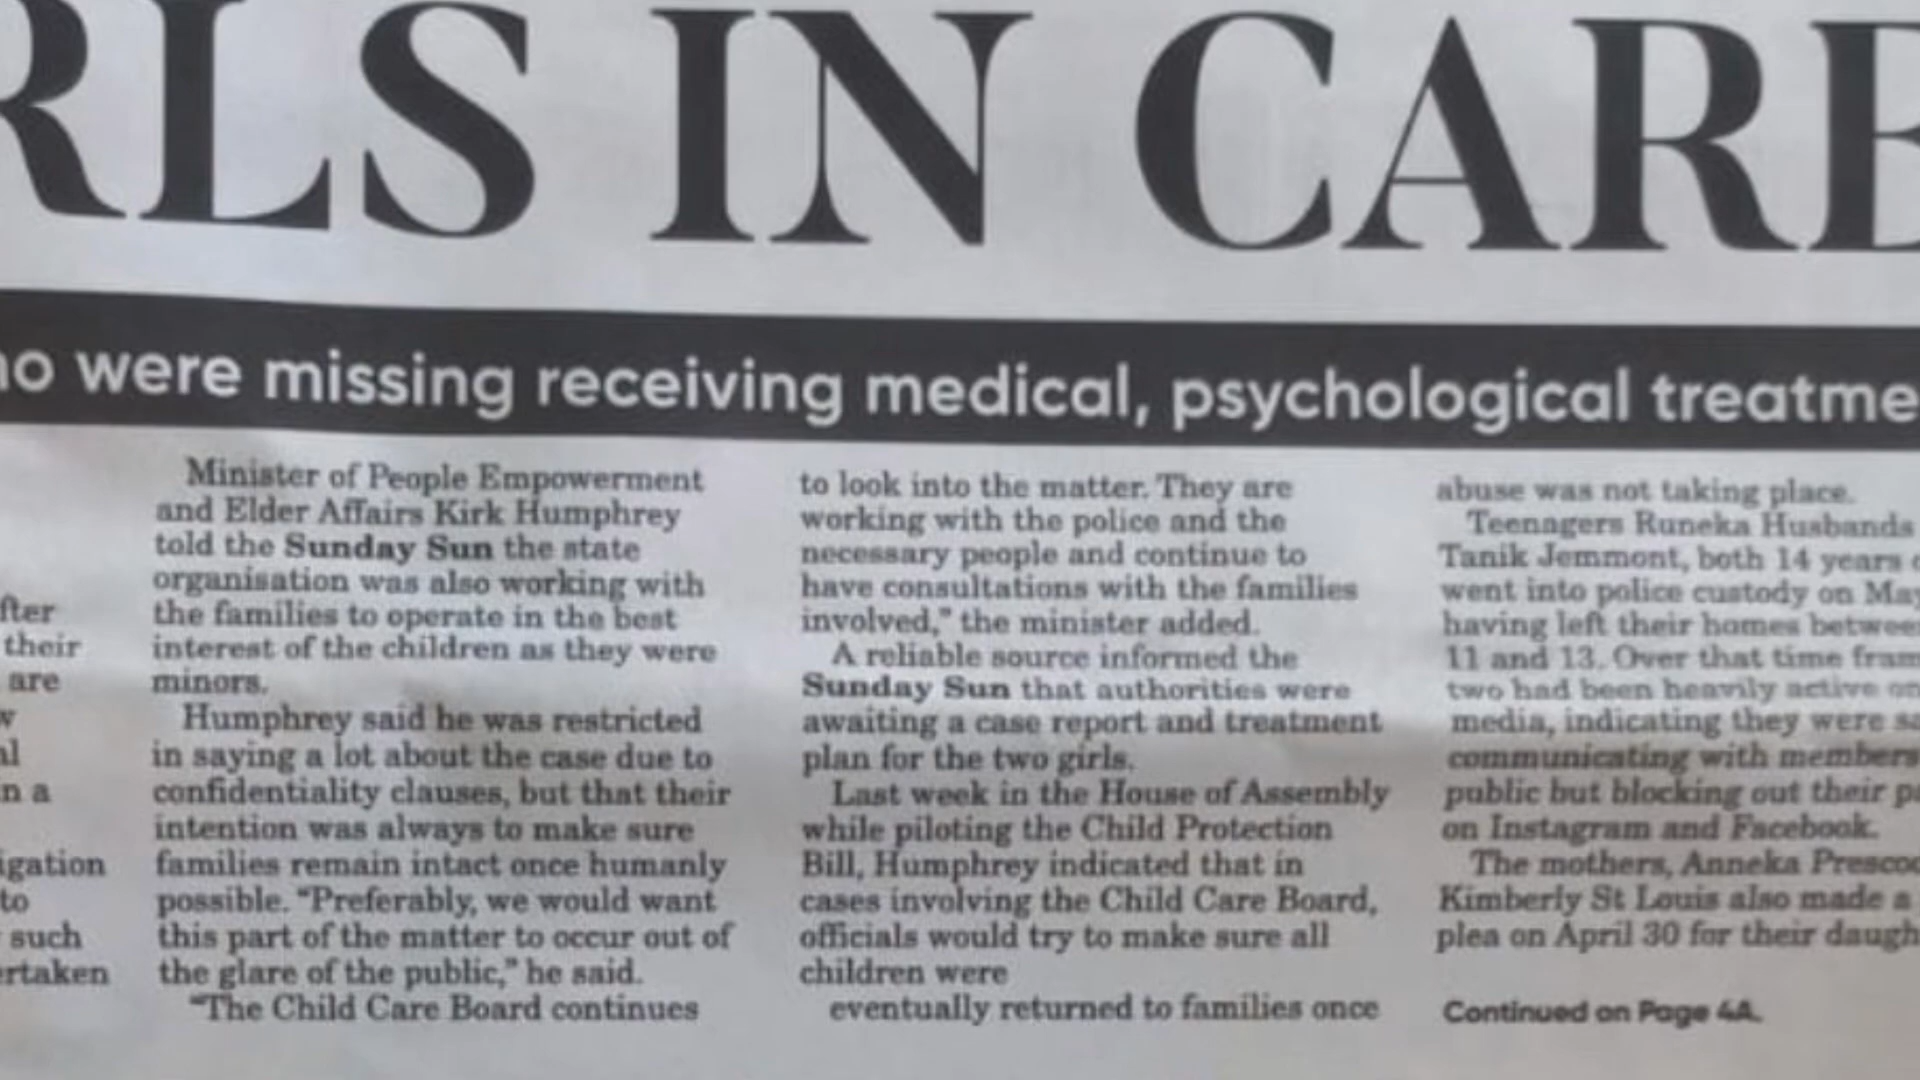 RLS IN CARE
ho were missing receiving medical, psychological treatme
fter
their
are
w
al
n a
igation
to
such
ertaken
Minister of People Empowerment
and Elder Affairs Kirk Humphrey
told the Sunday Sun the state
organisation was also working with
the families to operate in the best
interest of the children as they were
minors.
Humphrey said he was restricted
in saying a lot about the case due to
confidentiality clauses, but that their
intention was always to make sure
families remain intact once humanly
possible. “Preferably, we would want
this part of the matter to occur out of
the glare of the public,” he said.
“The Child Care Board continues
to look into the matter. They are
working with the police and the
necessary people and continue to
have consultations with the families
involved,” the minister added.
A reliable source informed the
Sunday Sun that authorities were
awaiting a case report and treatment
plan for the two girls.
Last week in the House of Assembly
while piloting the Child Protection
Bill, Humphrey indicated that in
cases involving the Child Care Board,
officials would try to make sure all
children were
eventually returned to families once
abuse was not taking place.
Teenagers Runeka Husbands
Tanik Jemmont, both 14 years o
went into police custody on May
having left their homes between
11 and 13. Over that time fram
two had been heavily active on
media, indicating they were sa
communicating with members
public but blocking out their pa
on Instagram and Facebook.
The mothers, Anneka Prescod
Kimberly St Louis also made a
plea on April 30 for their daugh
Continued on Page 4A.